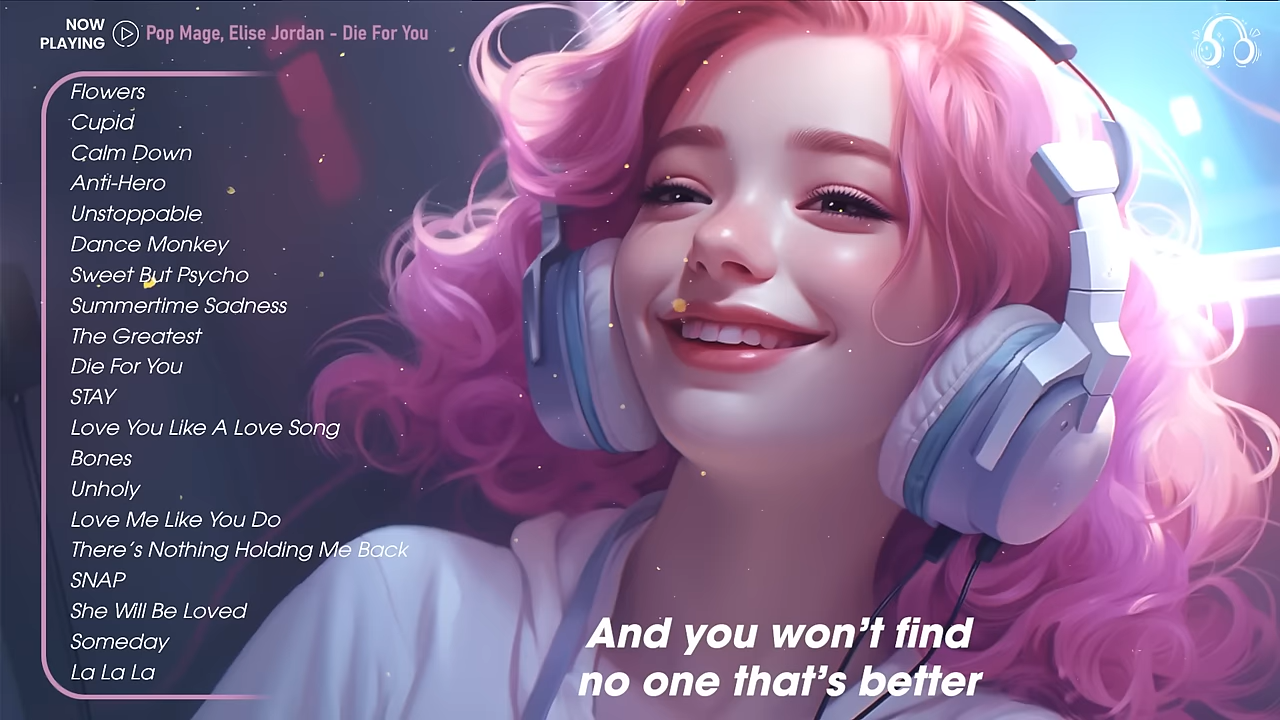 NOW
PLAYING
Pop Mage, Elise Jordan - Die For You
Flowers
Cupid
Calm Down
Anti-Hero
Unstoppable
Dance Monkey
Sweet But Psycho
Summertime Sadness
The Greatest
Die For You
STAY
Love You Like A Love Song
Bones
Unholy
Love Me Like You Do
There's Nothing Holding Me Back
SNAP
She Will Be Loved
Someday
La La La
And you won't find
no one that's better